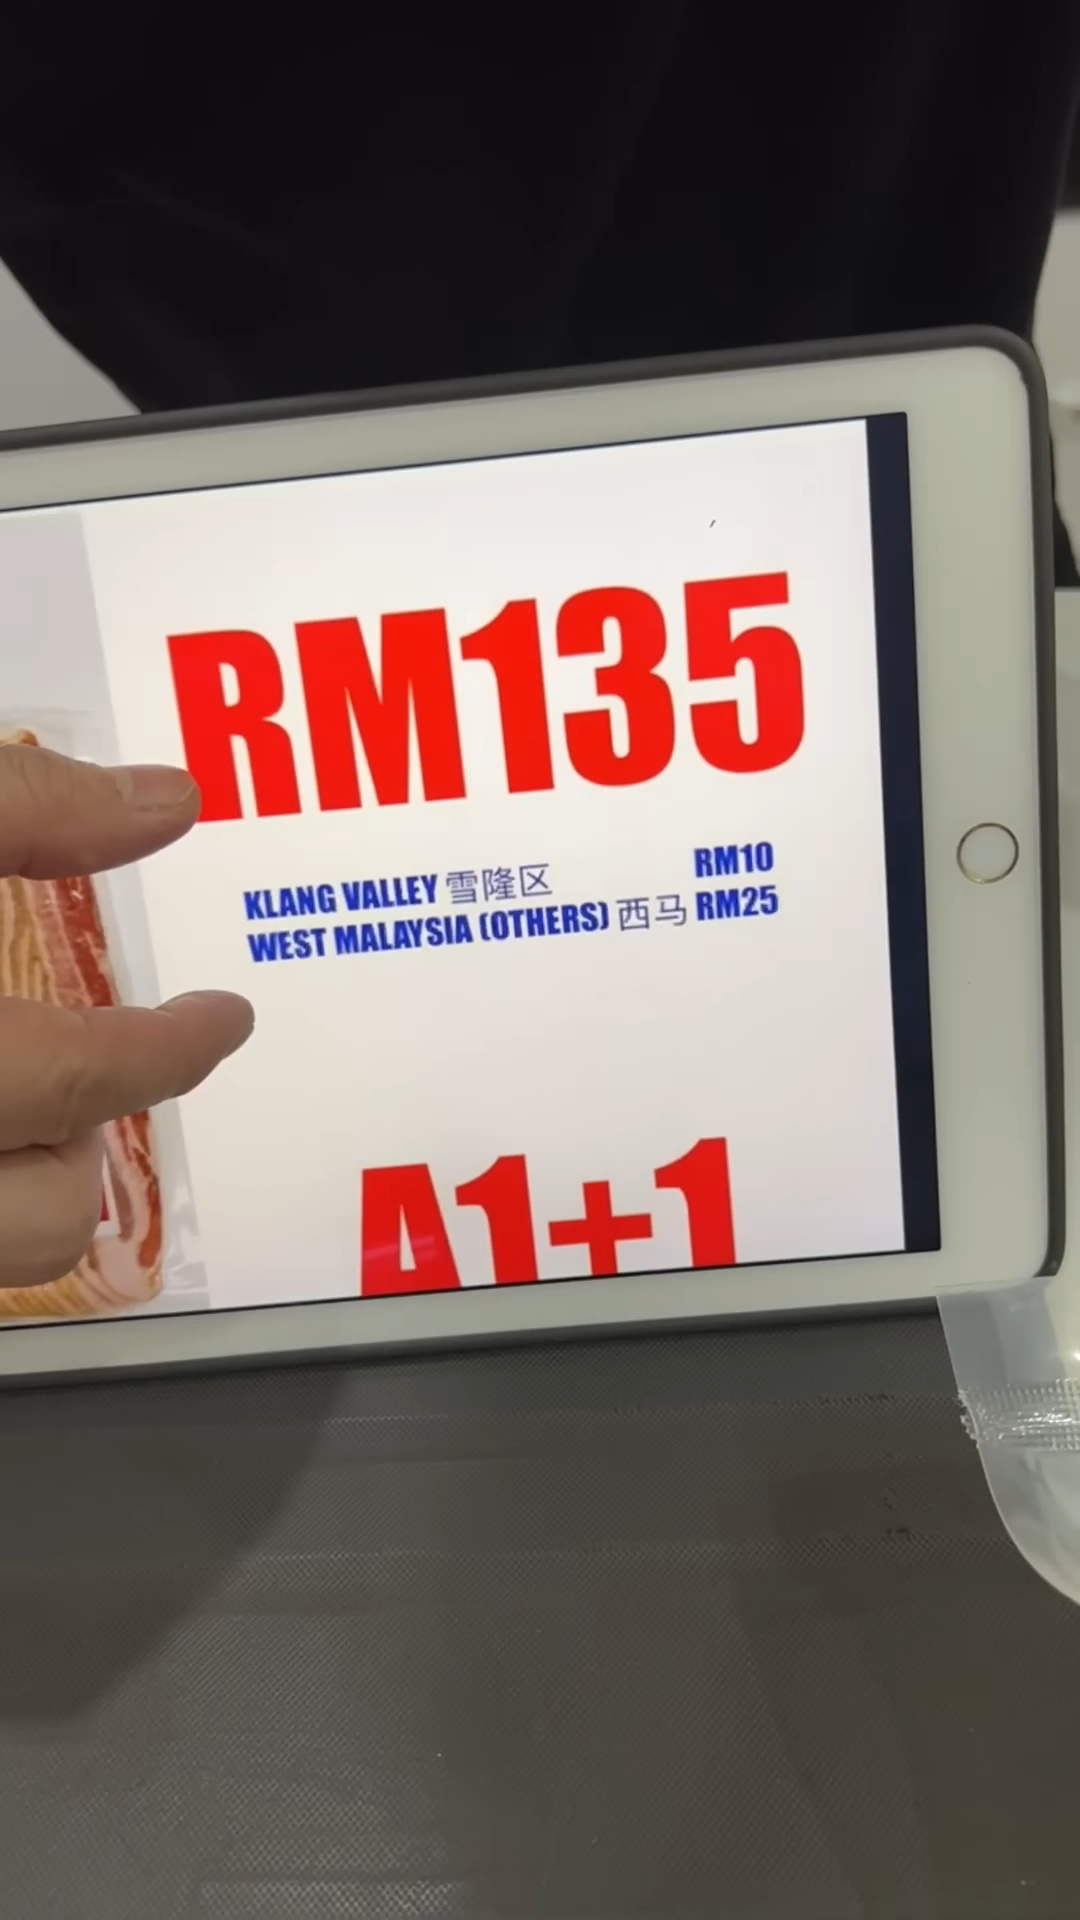 RM135
KLANG VALLEY 雪隆区 RM10
WEST MALAYSIA (OTHERS) 西马 RM25
A1+1